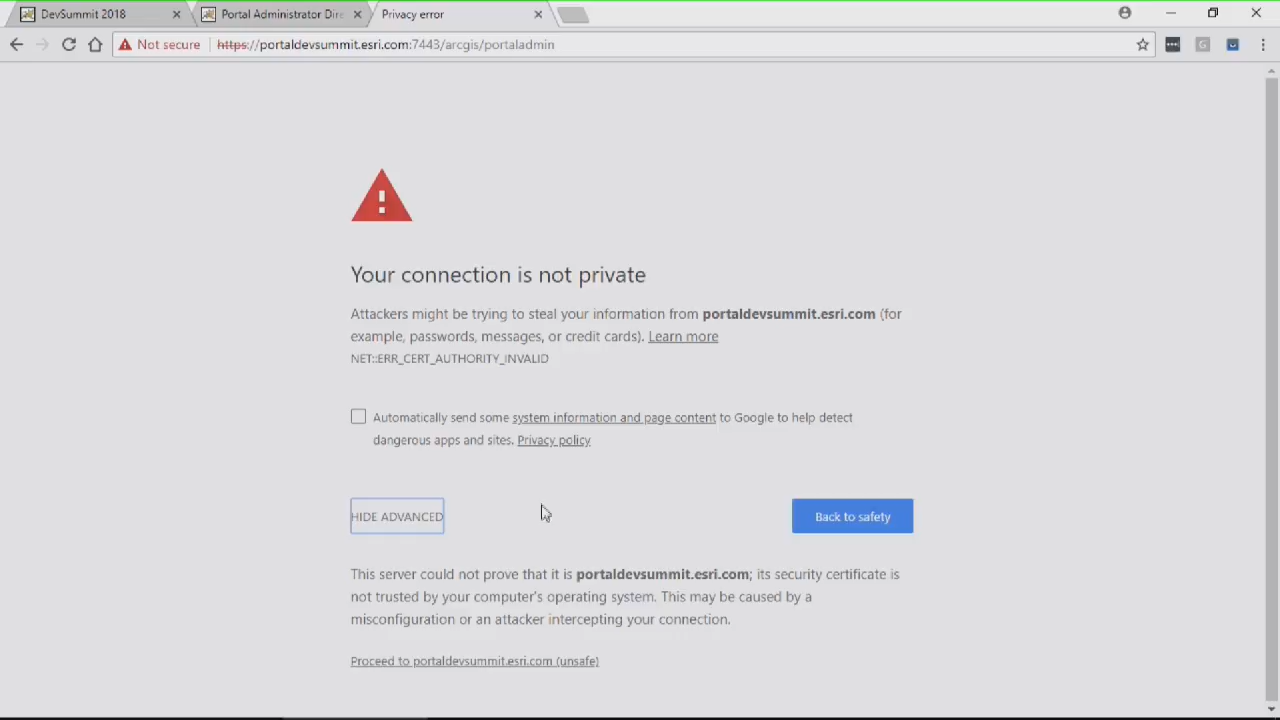 DevSummit 2018
Portal Administrator Dire
Privacy error
Not secure
https://portaldevsummit.esri.com:7443/arcgis/portaladmin
Your connection is not private
Attackers might be trying to steal your information from portaldevsummit.esri.com (for
example, passwords, messages, or credit cards). Learn more
NET::ERR_CERT_AUTHORITY_INVALID
Automatically send some system information and page content to Google to help detect
dangerous apps and sites. Privacy policy
HIDE ADVANCED
Back to safety
This server could not prove that it is portaldevsummit.esri.com; its security certificate is
not trusted by your computer's operating system. This may be caused by a
misconfiguration or an attacker intercepting your connection.
Proceed to portaldevsummit.esri.com (unsafe)